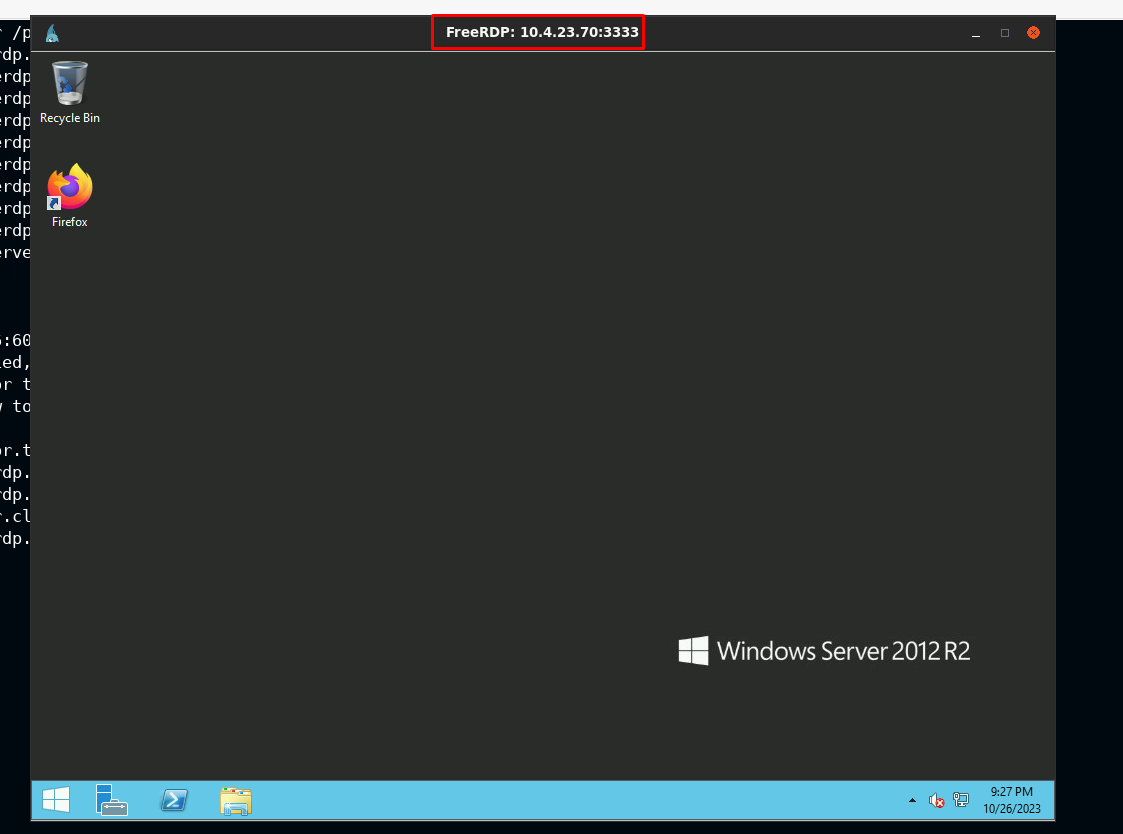 FreeRDP: 10.4.23.70:3333
Recycle Bin
Firefox
Windows Server 2012 R2
9:27 PM
10/26/2023
r /p
rdp.
erdp
erdp
erdp
erdp
erdp
erdp
erdp
erdp
erve
:60
ed,
or t
w to
or.t
rdp.
rdp.
r.cl
rdp.